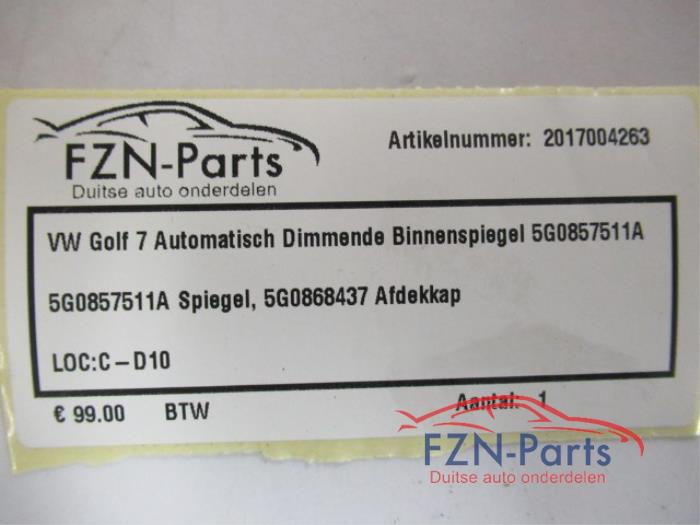 FZN-Parts
Duitse auto onderdelen
Artikelnummer: 2017004263
VW Golf 7 Automatisch Dimmende Binnenspiegel 5G0857511A
5G0857511A Spiegel, 5G0868437 Afdekkap
LOC:C-D10
€ 99.00 BTW Aantal: 1
FZN-Parts
Duitse auto onderdelen